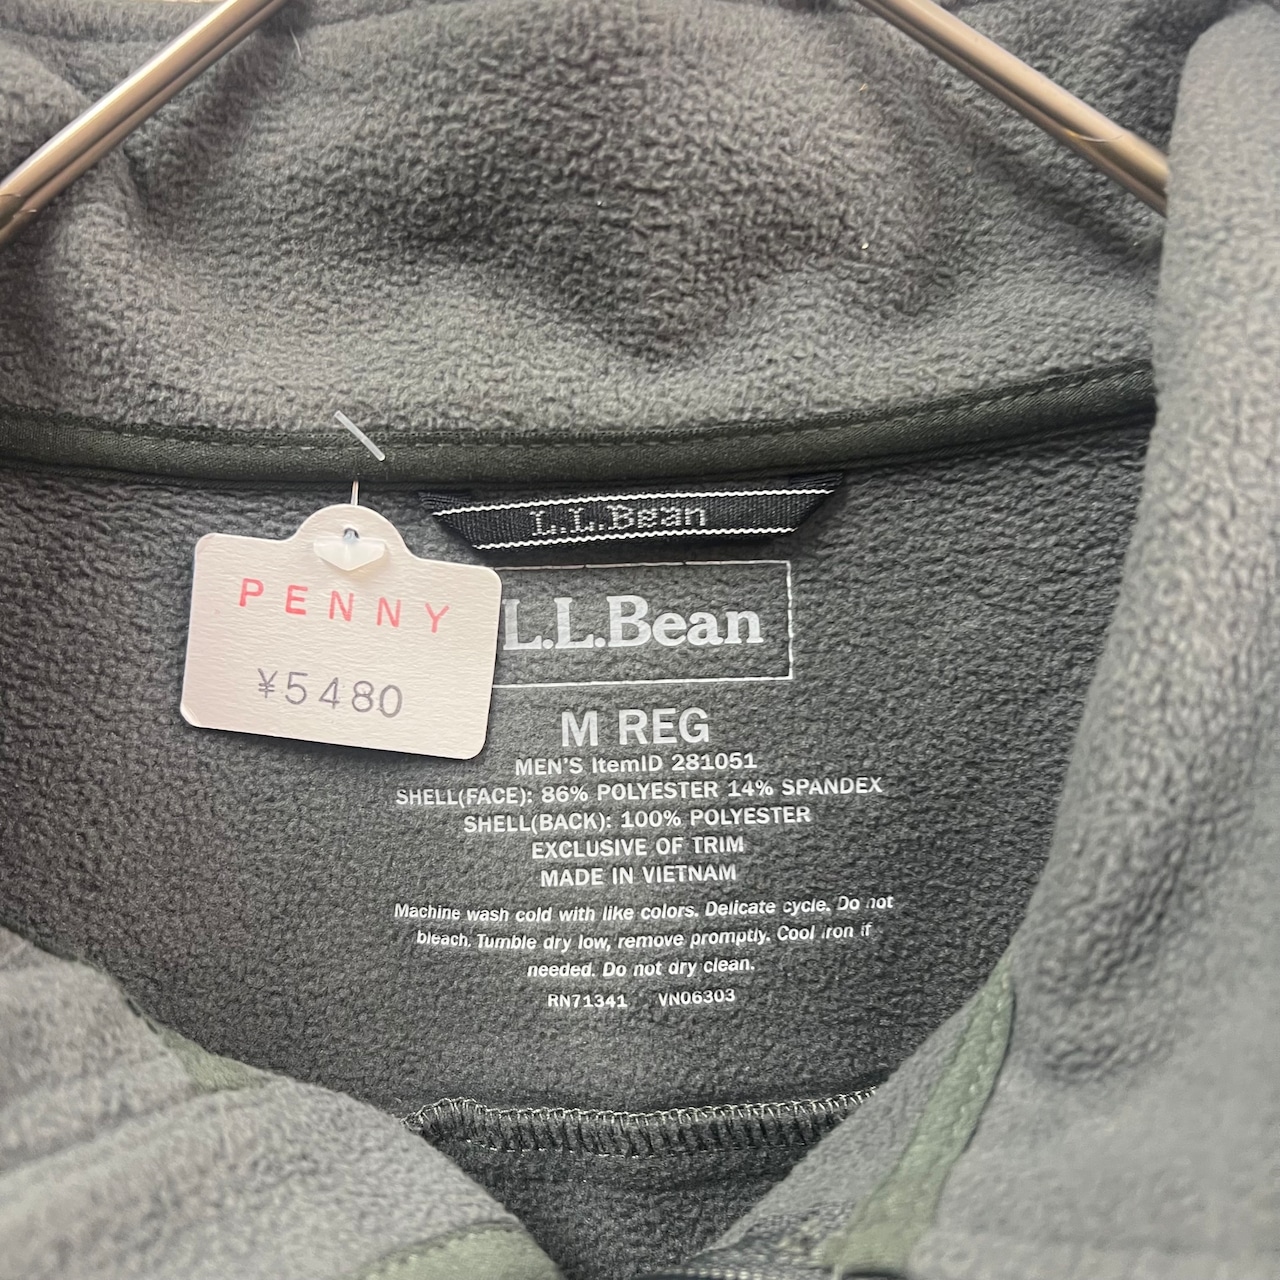 L.L.Bean
PENNY
¥5480
L.L.Bean
M REG
MEN'S ItemID 281051
SHELL(FACE): 86% POLYESTER 14% SPANDEX
SHELL(BACK): 100% POLYESTER
EXCLUSIVE OF TRIM
MADE IN VIETNAM
Machine wash cold with like colors. Delicate cycle. Do not
bleach. Tumble dry low, remove promptly. Cool iron if
needed. Do not dry clean.
RN71341 VN06303